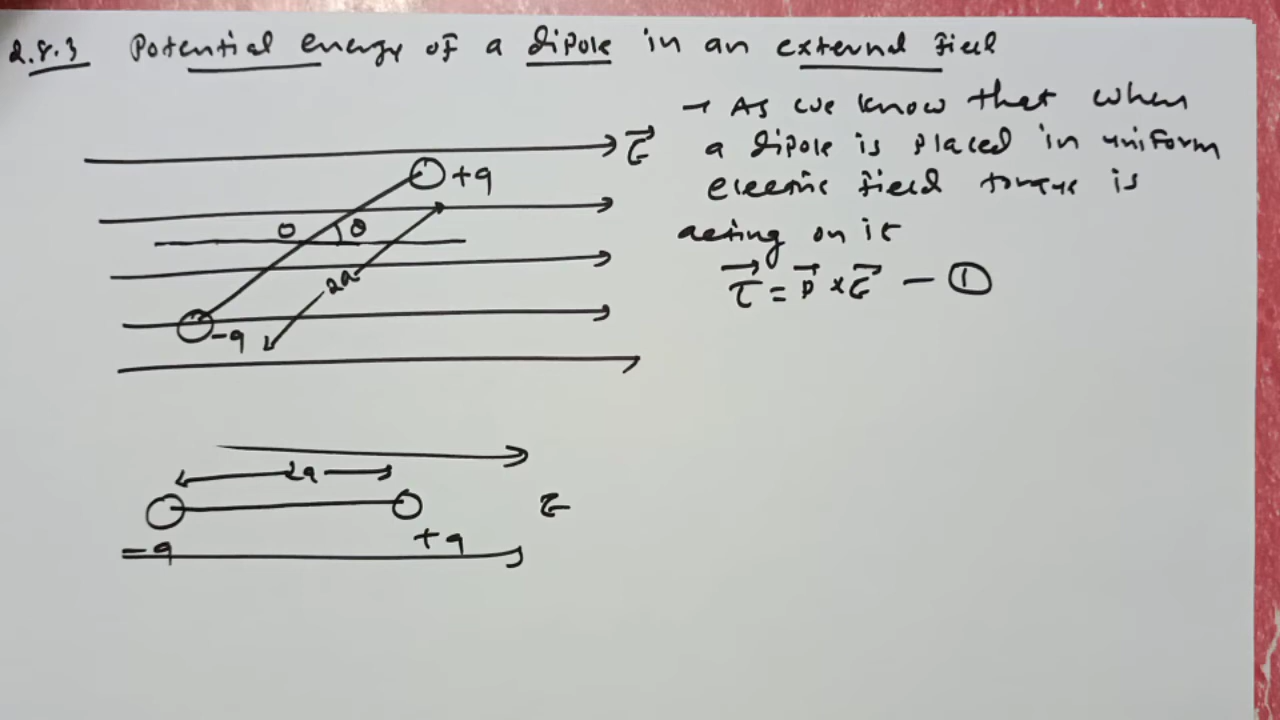 2.8.3 Potential energy of a dipole in an external field
→ As we know that when
a dipole is placed in uniform
electric field torque is
acting on it
τ⃗ = p⃗ × E⃗ — ①
E⃗
+q
O θ
2a
-q
2a
E
-q +q